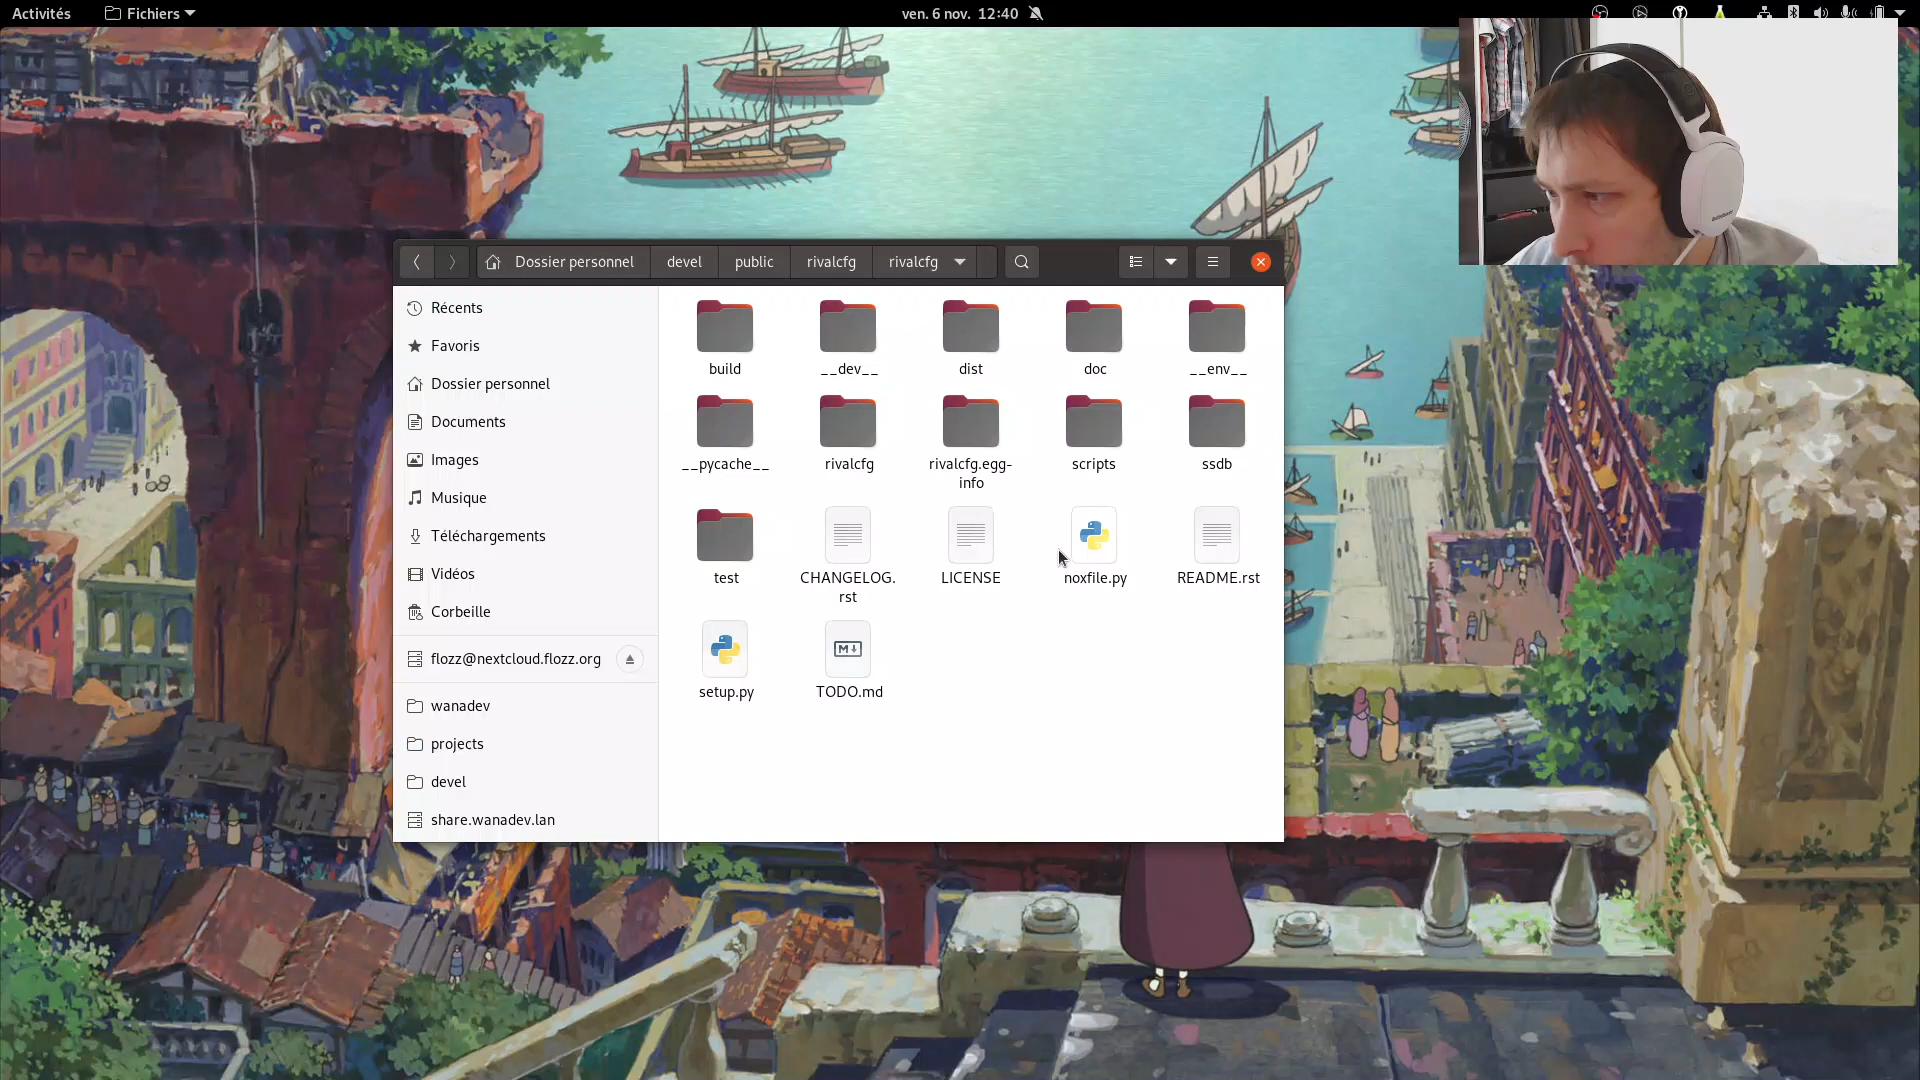 Activités
Fichiers
ven. 6 nov. 12:40
Dossier personnel
devel
public
rivalcfg
rivalcfg
Récents
Favoris
Dossier personnel
Documents
Images
Musique
Téléchargements
Vidéos
Corbeille
flozz@nextcloud.flozz.org
wanadev
projects
devel
share.wanadev.lan
build
__dev__
dist
doc
__env__
__pycache__
rivalcfg
rivalcfg.egg-
info
scripts
ssdb
test
CHANGELOG.
rst
LICENSE
noxfile.py
README.rst
setup.py
TODO.md